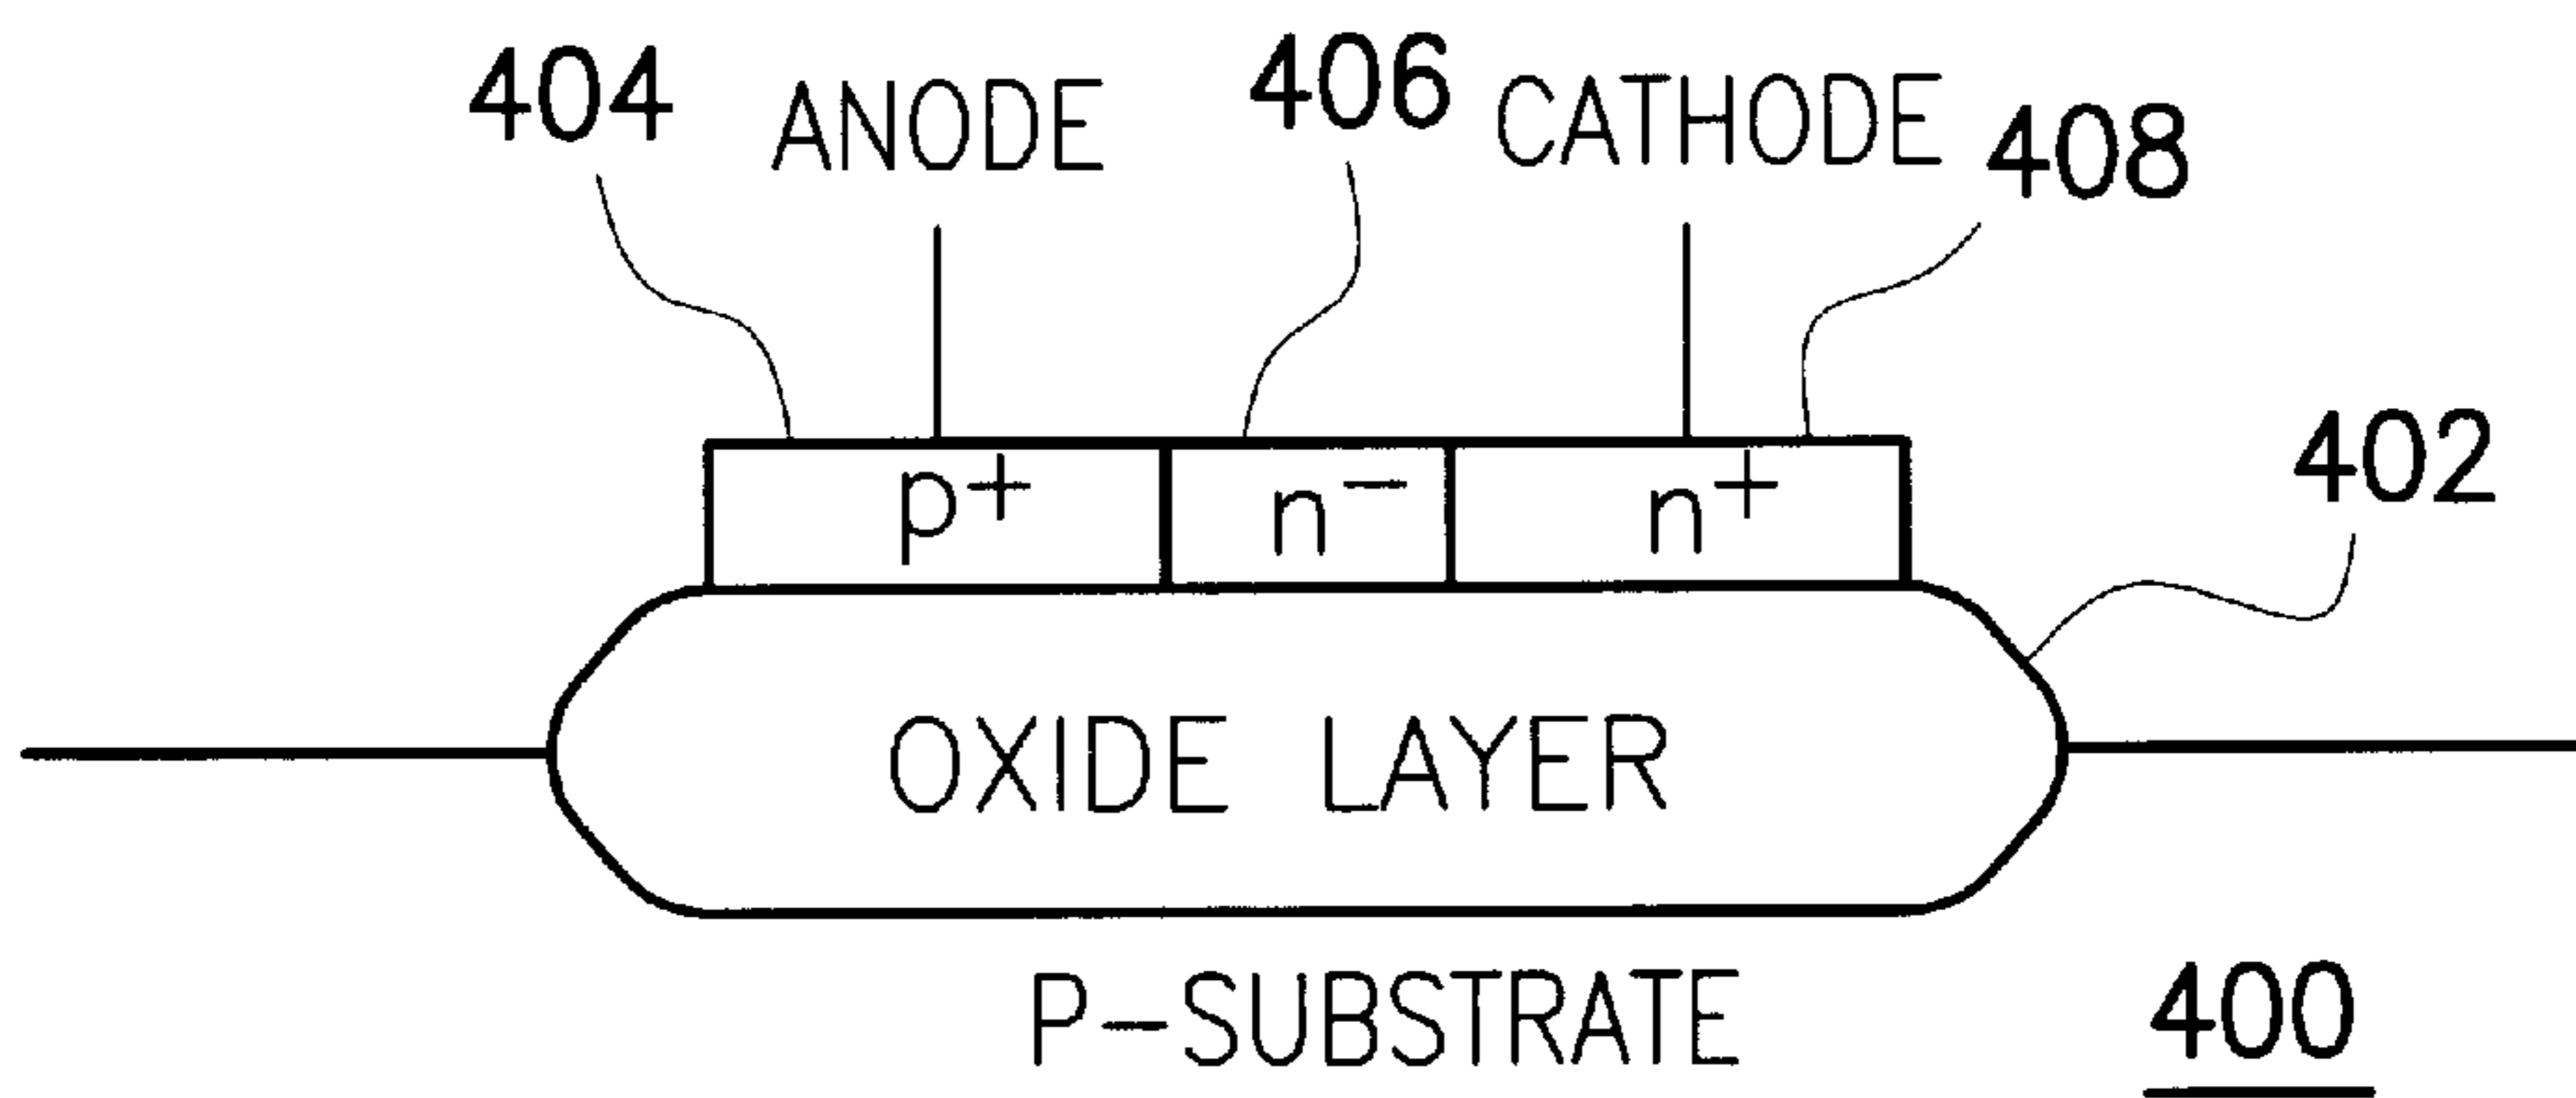 404 ANODE 406 CATHODE 408
p+ n− n+
402
OXIDE LAYER
P-SUBSTRATE
400